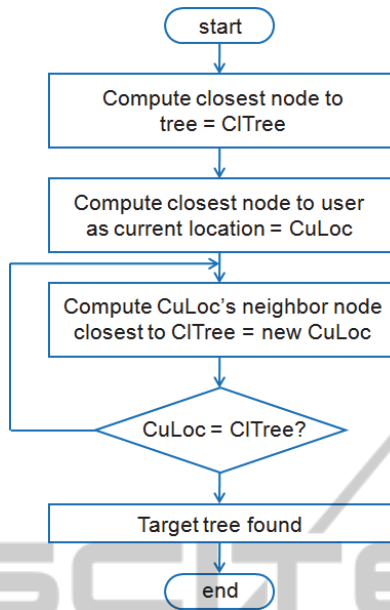 start
Compute closest node to
tree = ClTree
Compute closest node to user
as current location = CuLoc
Compute CuLoc's neighbor node
closest to ClTree = new CuLoc
CuLoc = ClTree?
Target tree found
end